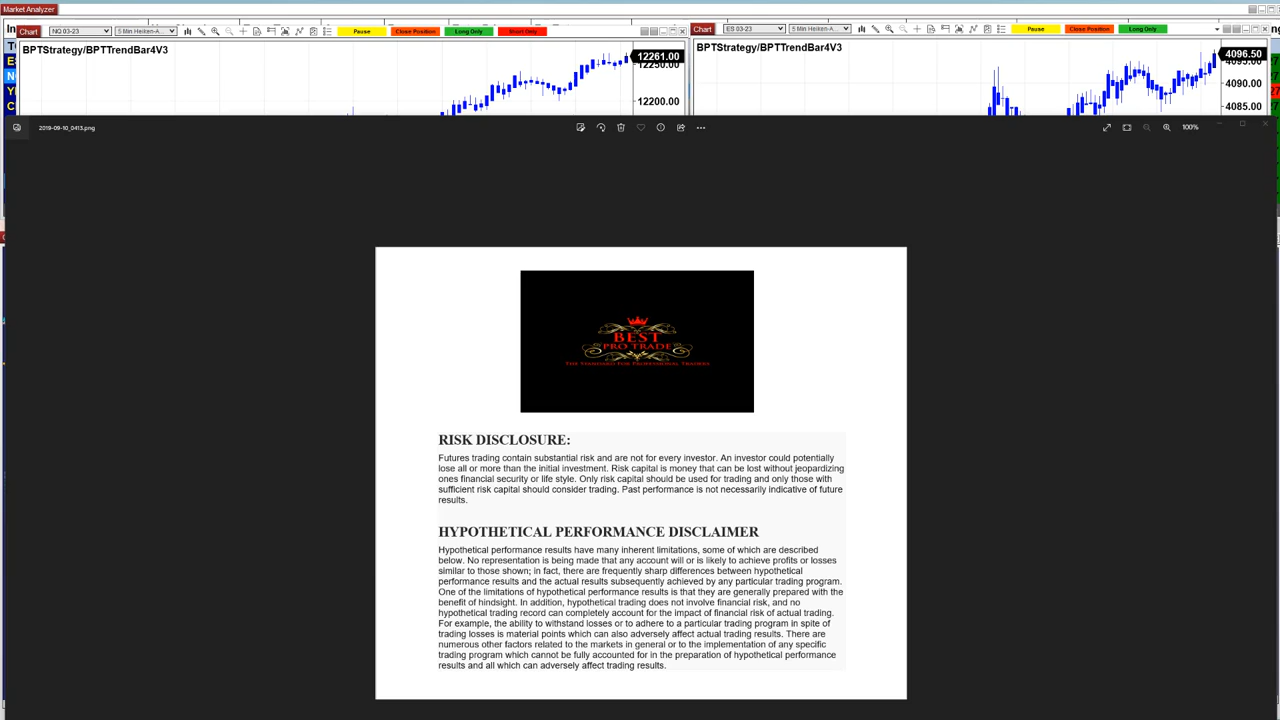 Market Analyzer
Chart NQ 03-23 5 Min Heiken-A... Pause Close Position Long Only Short Only
Chart ES 03-23 5 Min Heiken-A... Pause Close Position Long Only
BPTStrategy/BPTTrendBar4V3
12261.00
12250.00
12200.00
BPTStrategy/BPTTrendBar4V3
4096.50
4095.00
4090.00
4085.00
2019-09-10_0413.png
100%
BEST
PRO TRADE
THE STANDARD FOR PROFESSIONAL TRADERS
RISK DISCLOSURE:
Futures trading contain substantial risk and are not for every investor. An investor could potentially
lose all or more than the initial investment. Risk capital is money that can be lost without jeopardizing
ones financial security or life style. Only risk capital should be used for trading and only those with
sufficient risk capital should consider trading. Past performance is not necessarily indicative of future
results.
HYPOTHETICAL PERFORMANCE DISCLAIMER
Hypothetical performance results have many inherent limitations, some of which are described
below. No representation is being made that any account will or is likely to achieve profits or losses
similar to those shown; in fact, there are frequently sharp differences between hypothetical
performance results and the actual results subsequently achieved by any particular trading program.
One of the limitations of hypothetical performance results is that they are generally prepared with the
benefit of hindsight. In addition, hypothetical trading does not involve financial risk, and no
hypothetical trading record can completely account for the impact of financial risk of actual trading.
For example, the ability to withstand losses or to adhere to a particular trading program in spite of
trading losses is material points which can also adversely affect actual trading results. There are
numerous other factors related to the markets in general or to the implementation of any specific
trading program which cannot be fully accounted for in the preparation of hypothetical performance
results and all which can adversely affect trading results.